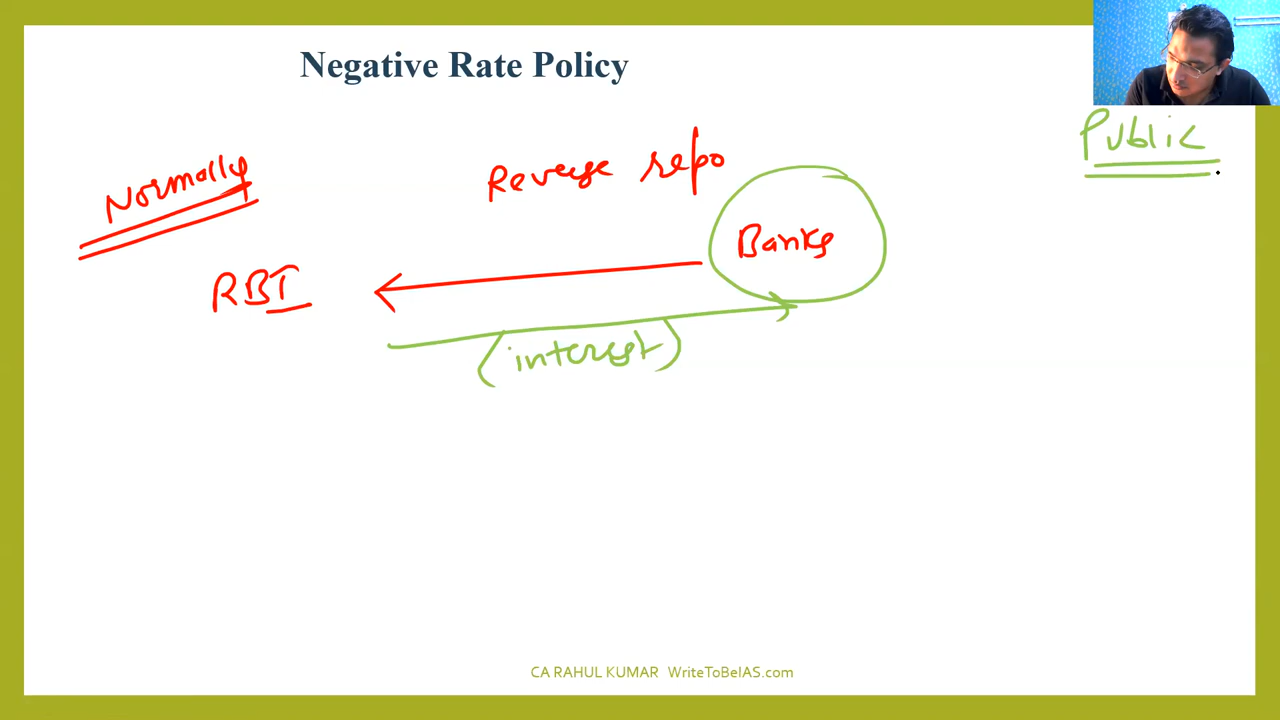 Negative Rate Policy
Public
Normally
Reverse repo
Banks
RBI
(interest)
CA RAHUL KUMAR WriteToBeIAS.com